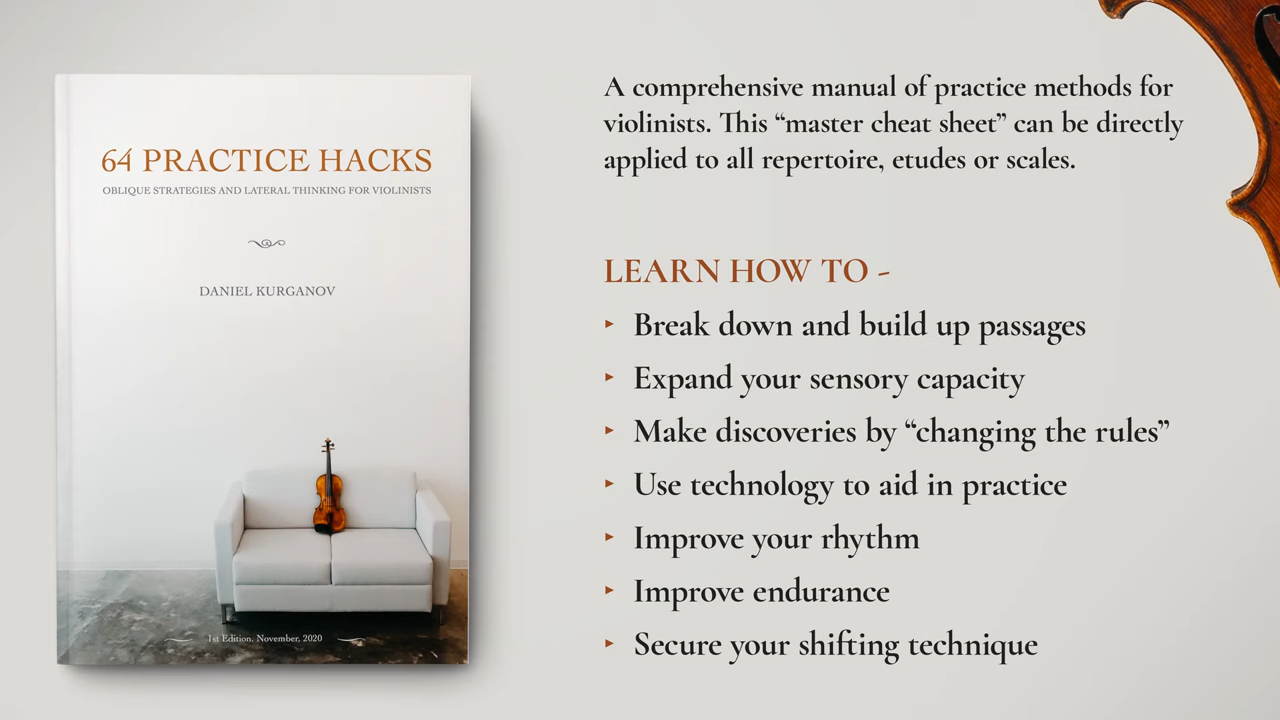 64 PRACTICE HACKS
OBLIQUE STRATEGIES AND LATERAL THINKING FOR VIOLINISTS
DANIEL KURGANOV
1st Edition. November, 2020
A comprehensive manual of practice methods for
violinists. This “master cheat sheet” can be directly
applied to all repertoire, etudes or scales.
LEARN HOW TO -
‣ Break down and build up passages
‣ Expand your sensory capacity
‣ Make discoveries by “changing the rules”
‣ Use technology to aid in practice
‣ Improve your rhythm
‣ Improve endurance
‣ Secure your shifting technique